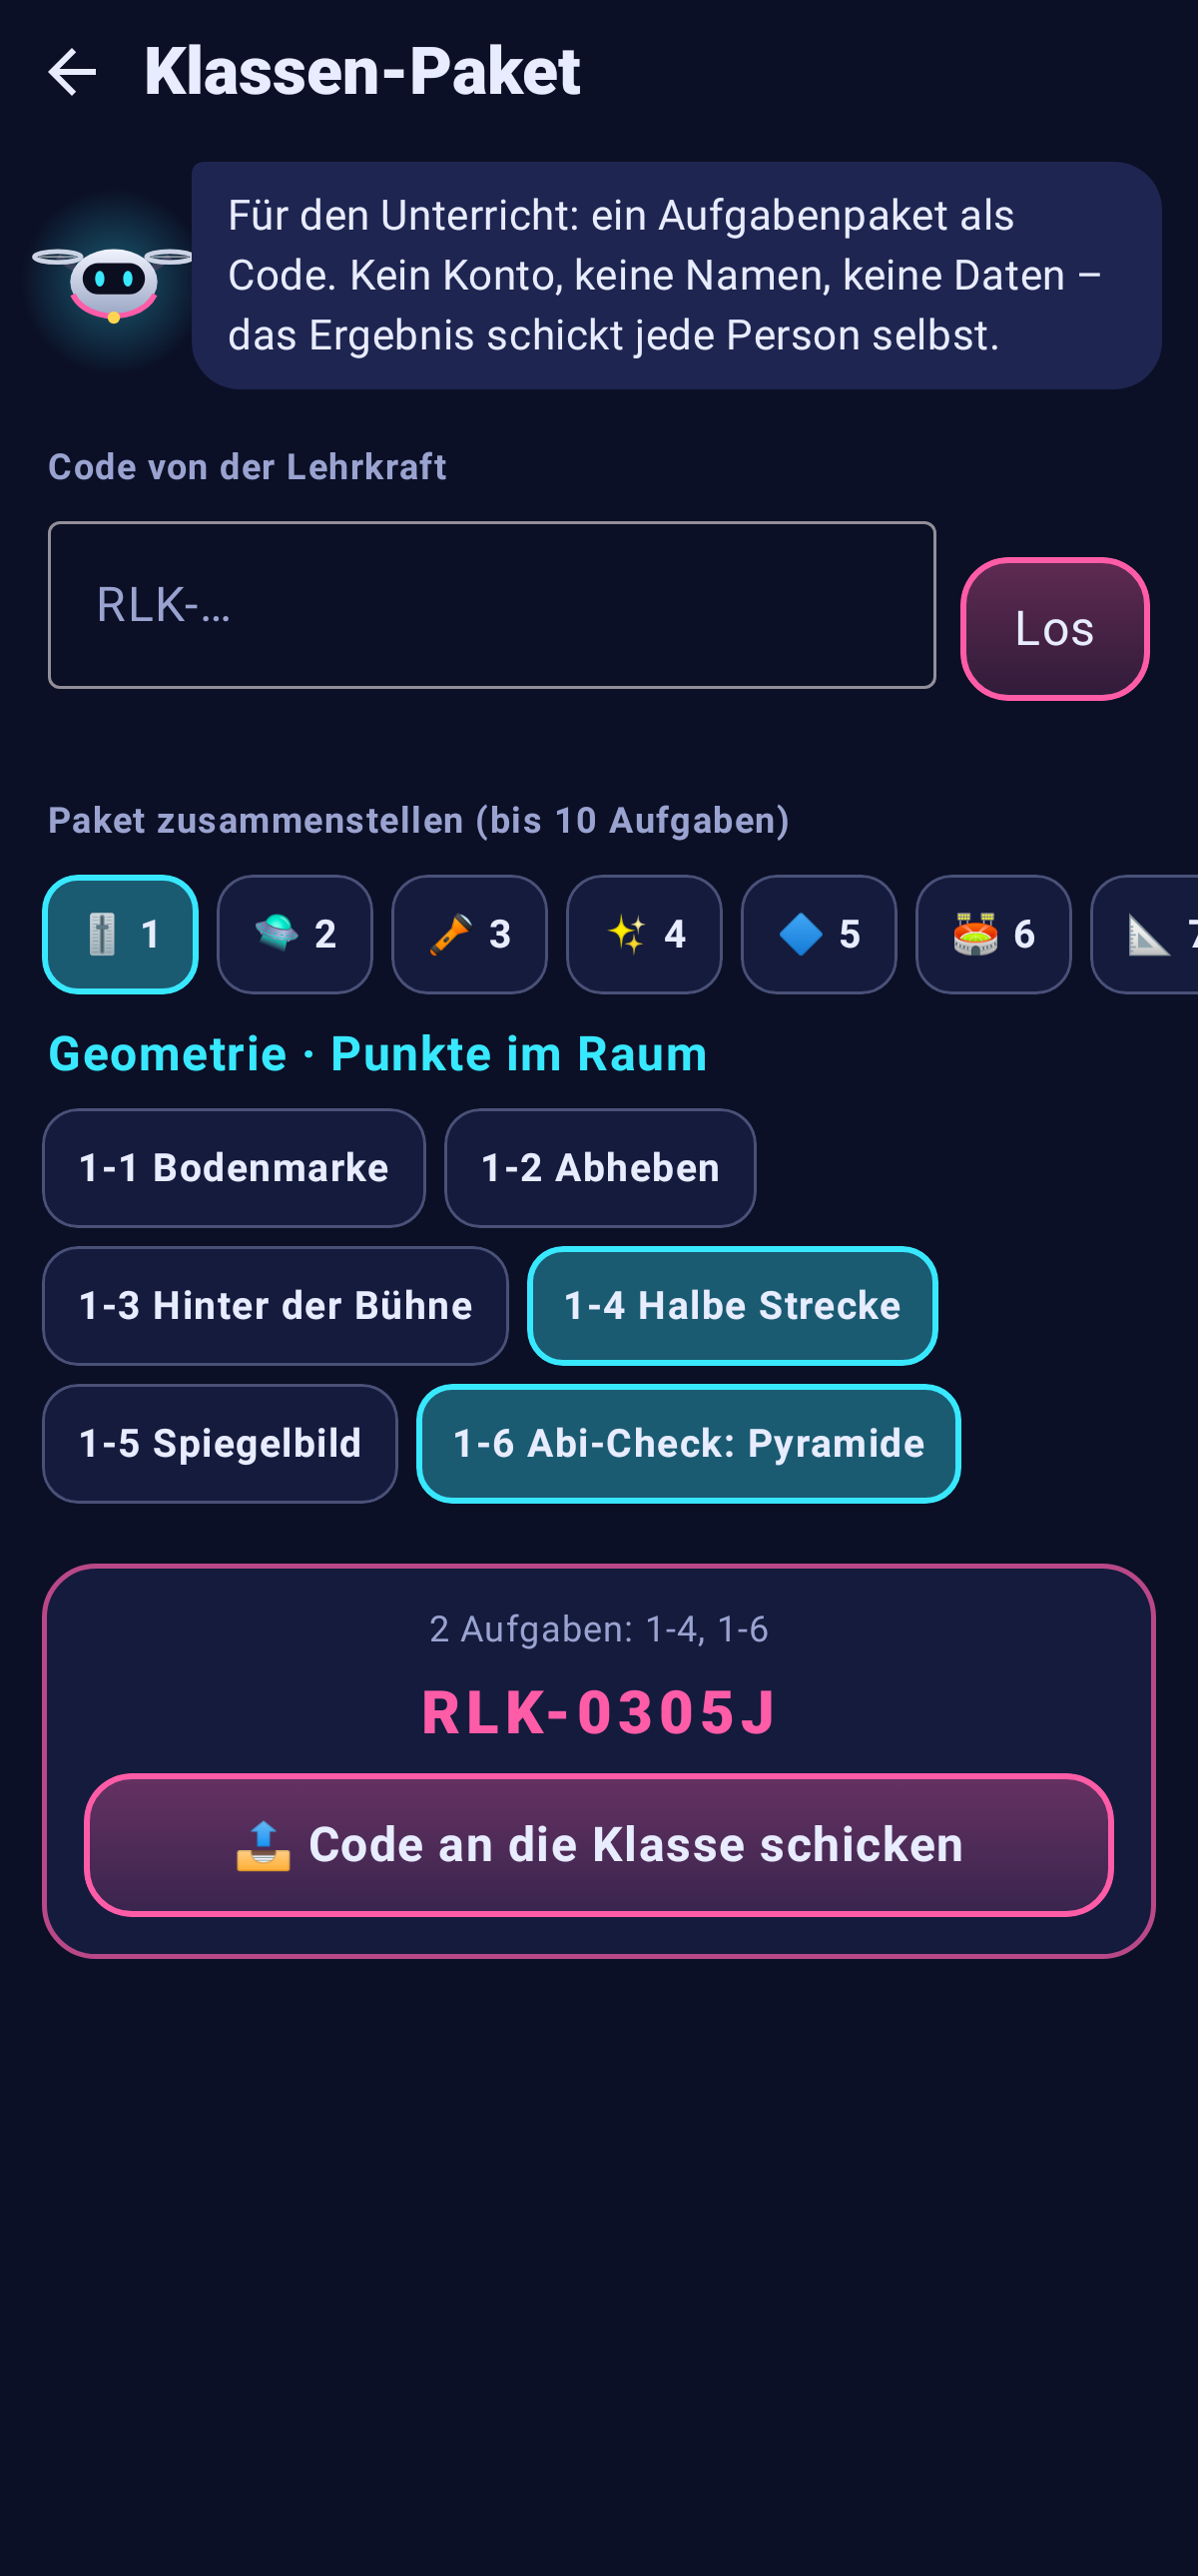 Klassen-Paket
Für den Unterricht: ein Aufgabenpaket als
Code. Kein Konto, keine Namen, keine Daten –
das Ergebnis schickt jede Person selbst.
Code von der Lehrkraft
RLK-...
Los
Paket zusammenstellen (bis 10 Aufgaben)
1 2 3 4 5 6 7
Geometrie · Punkte im Raum
1-1 Bodenmarke 1-2 Abheben
1-3 Hinter der Bühne 1-4 Halbe Strecke
1-5 Spiegelbild 1-6 Abi-Check: Pyramide
2 Aufgaben: 1-4, 1-6
RLK-0305J
Code an die Klasse schicken